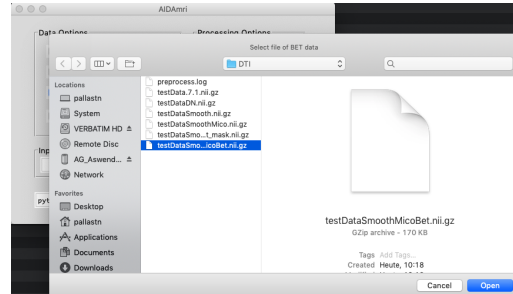 AIDAmri
Data Options
Processing Options
Select file of BET data
DTI
Q
Locations
pallastn
System
VERBATIM HD
Remote Disc
AG_Aswend...
Network
Favorites
Desktop
pallastn
Applications
Documents
Downloads
preprocess.log
testData.7.1.nii.gz
testDataDN.nii.gz
testDataSmooth.nii.gz
testDataSmoothMico.nii.gz
testDataSmo...t_mask.nii.gz
testDataSmo...icoBet.nii.gz
testDataSmoothMicoBet.nii.gz
GZip archive - 170 KB
Tags Add Tags...
Created Heute, 10:18
Inp
pyt
Cancel
Open